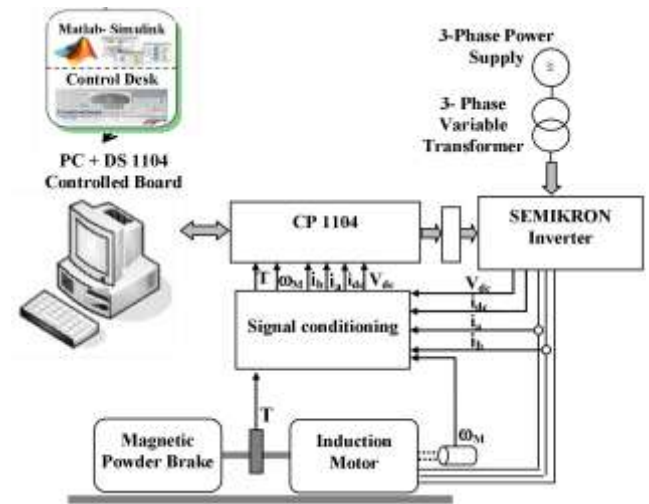 Matlab- Simulink
Control Desk
PC + DS 1104
Controlled Board
3-Phase Power
Supply
3- Phase
Variable
Transformer
CP 1104
SEMIKRON
Inverter
T ωM ib ia idc Vdc
Signal conditioning
Vdc
idc
ia
ib
T
Magnetic
Powder Brake
Induction
Motor
ωM